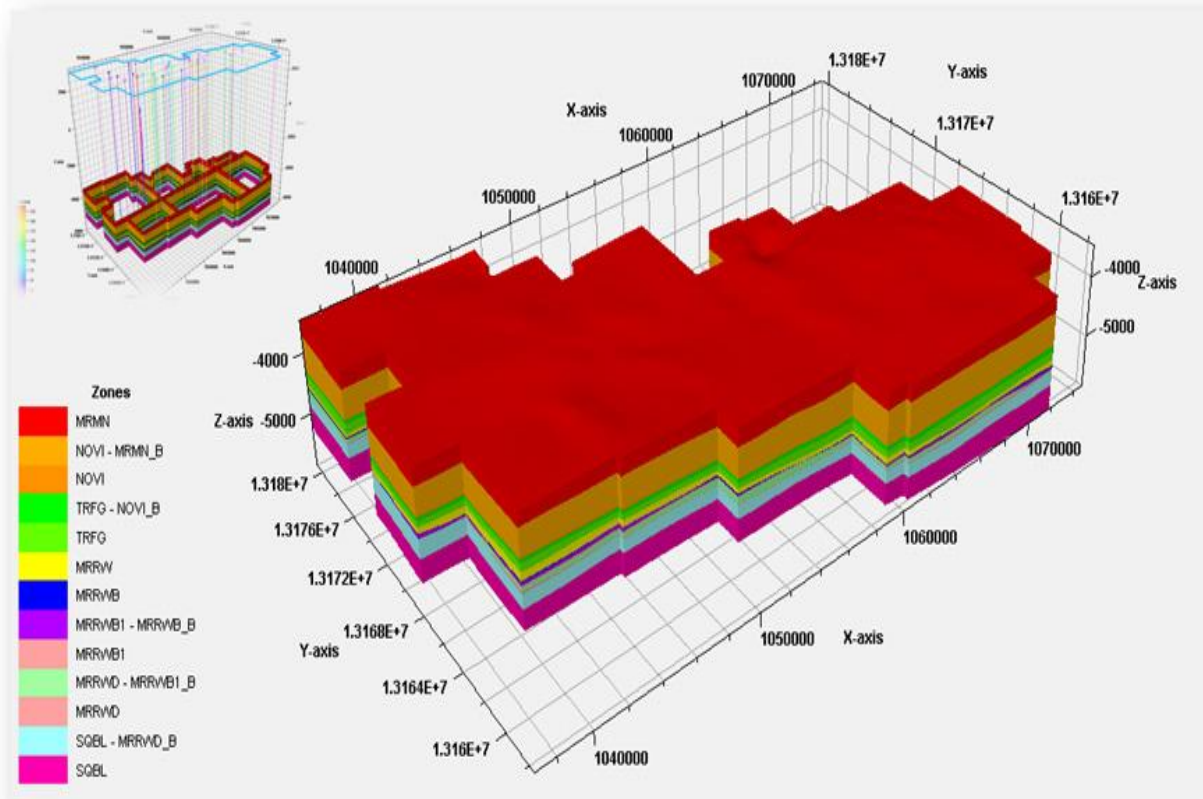 1.318E+7
1070000
Y-axis
X-axis
1.317E+7
1060000
1050000
1.316E+7
1040000
-4000
Z-axis
-5000
-4000
Zones
MRMN
Z-axis -5000
NOVI - MRMN_B
NOVI
1070000
1.318E+7
TRFG - NOVI_B
1.3176E+7
TRFG
1060000
MRRW
1.3172E+7
MRRWB
MRRWB1 - MRRWB_B
1.3168E+7
1050000
X-axis
MRRWB1
Y-axis
MRRWD - MRRWB1_B
1.3164E+7
MRRWD
SQBL - MRRWD_B
1.316E+7
1040000
SQBL